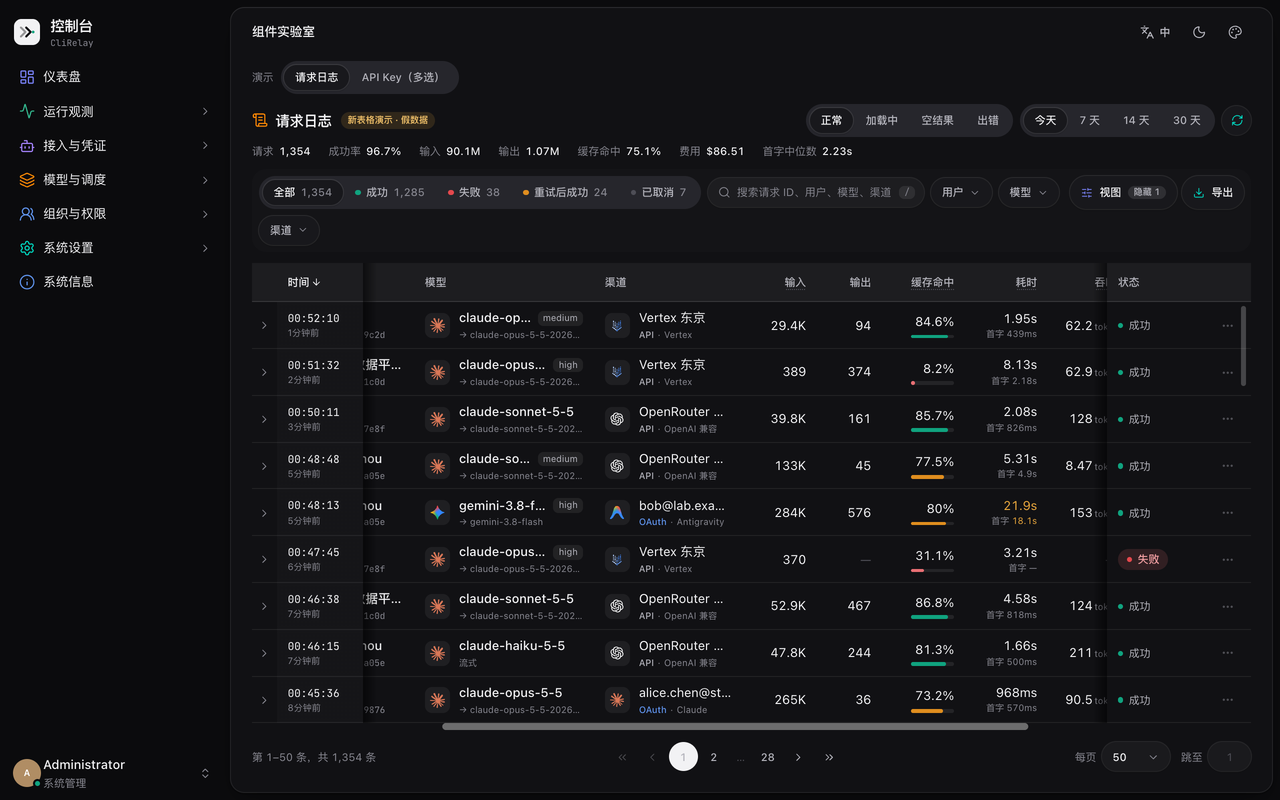 控制台
CliRelay
仪表盘
运行观测
接入与凭证
模型与调度
组织与权限
系统设置
系统信息
Administrator
A
系统管理
组件实验室
中
演示 请求日志 API Key（多选）
请求日志 新表格演示 · 假数据
正常 加载中 空结果 出错
今天 7 天 14 天 30 天
请求 1,354 成功率 96.7% 输入 90.1M 输出 1.07M 缓存命中 75.1% 费用 $86.51 首字中位数 2.23s
全部 1,354 成功 1,285 失败 38 重试后成功 24 已取消 7
搜索请求 ID、用户、模型、渠道 /
用户 模型 视图 隐藏 1 导出
渠道
时间 ↓ 模型 渠道 输入 输出 缓存命中 耗时 状态
00:52:10 claude-op... medium Vertex 东京 29.4K 94 84.6% 1.95s 62.2 tok 成功 ···
1分钟前 9c2d → claude-opus-5-5-2026... API · Vertex 首字 439ms
00:51:32 据平... claude-opus... high Vertex 东京 389 374 8.2% 8.13s 62.9 tok 成功 ···
2分钟前 1c0d → claude-opus-5-5-2026... API · Vertex 首字 2.18s
00:50:11 claude-sonnet-5-5 OpenRouter ... 39.8K 161 85.7% 2.08s 128 tok 成功 ···
3分钟前 7e8f → claude-sonnet-5-5-202... API · OpenAI 兼容 首字 826ms
00:48:48 hou claude-so... medium OpenRouter ... 133K 45 77.5% 5.31s 8.47 tok 成功 ···
5分钟前 a05e → claude-sonnet-5-5-202... API · OpenAI 兼容 首字 4.9s
00:48:13 hou gemini-3.8-f... high bob@lab.exa... 284K 576 80% 21.9s 153 tok 成功 ···
5分钟前 a05e → gemini-3.8-flash OAuth · Antigravity 首字 18.1s
00:47:45 claude-opus... high Vertex 东京 370 — 31.1% 3.21s 失败 ···
6分钟前 7e8f → claude-opus-5-5-2026... API · Vertex 首字 —
00:46:38 据平... claude-sonnet-5-5 OpenRouter ... 52.9K 467 86.8% 4.58s 124 tok 成功 ···
7分钟前 1c0d → claude-sonnet-5-5-202... API · OpenAI 兼容 首字 818ms
00:46:15 hou claude-haiku-5-5 OpenRouter ... 47.8K 244 81.3% 1.66s 211 tok 成功 ···
7分钟前 a05e 流式 API · OpenAI 兼容 首字 500ms
00:45:36 claude-opus-5-5 alice.chen@st... 265K 36 73.2% 968ms 90.5 tok 成功 ···
8分钟前 9876 → claude-opus-5-5-2026... OAuth · Claude 首字 570ms
第 1–50 条，共 1,354 条 « ‹ 1 2 ... 28 › » 每页 50 跳至 1